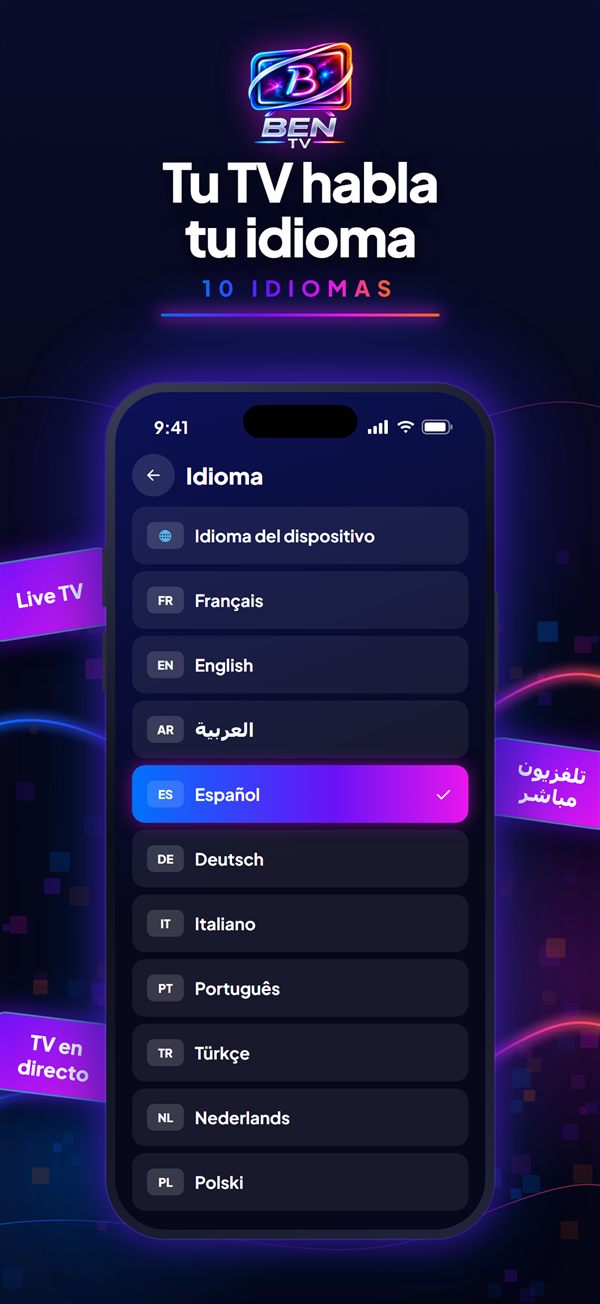 B
BEN
TV
Tu TV habla
tu idioma
10 IDIOMAS
9:41
Idioma
Idioma del dispositivo
FR Français
EN English
AR العربية
ES Español
DE Deutsch
IT Italiano
PT Português
TR Türkçe
NL Nederlands
PL Polski
Live TV
تلفزيون
مباشر
TV en
directo